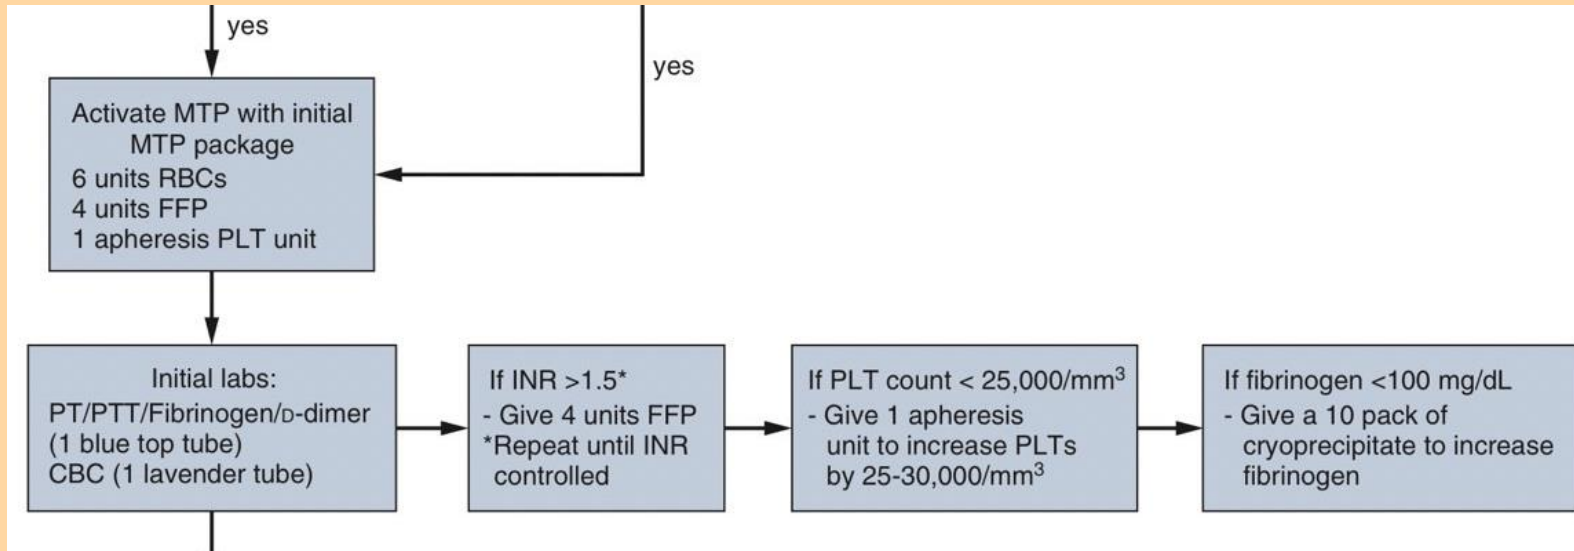 yes
yes
Activate MTP with initial
MTP package
6 units RBCs
4 units FFP
1 apheresis PLT unit
Initial labs:
PT/PTT/Fibrinogen/D-dimer
(1 blue top tube)
CBC (1 lavender tube)
If INR >1.5*
- Give 4 units FFP
*Repeat until INR
controlled
If PLT count < 25,000/mm³
- Give 1 apheresis
unit to increase PLTs
by 25-30,000/mm³
If fibrinogen <100 mg/dL
- Give a 10 pack of
cryoprecipitate to increase
fibrinogen